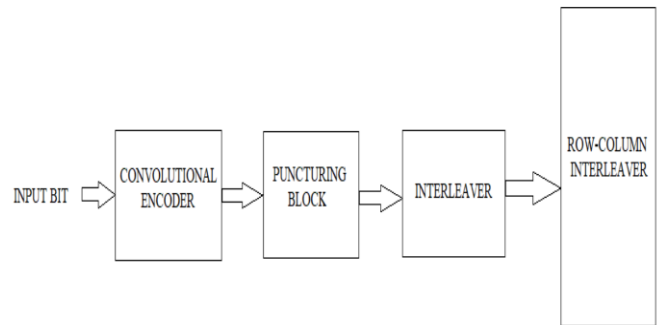 INPUT BIT
CONVOLUTIONAL
ENCODER
PUNCTURING
BLOCK
INTERLEAVER
ROW-COLUMN
INTERLEAVER